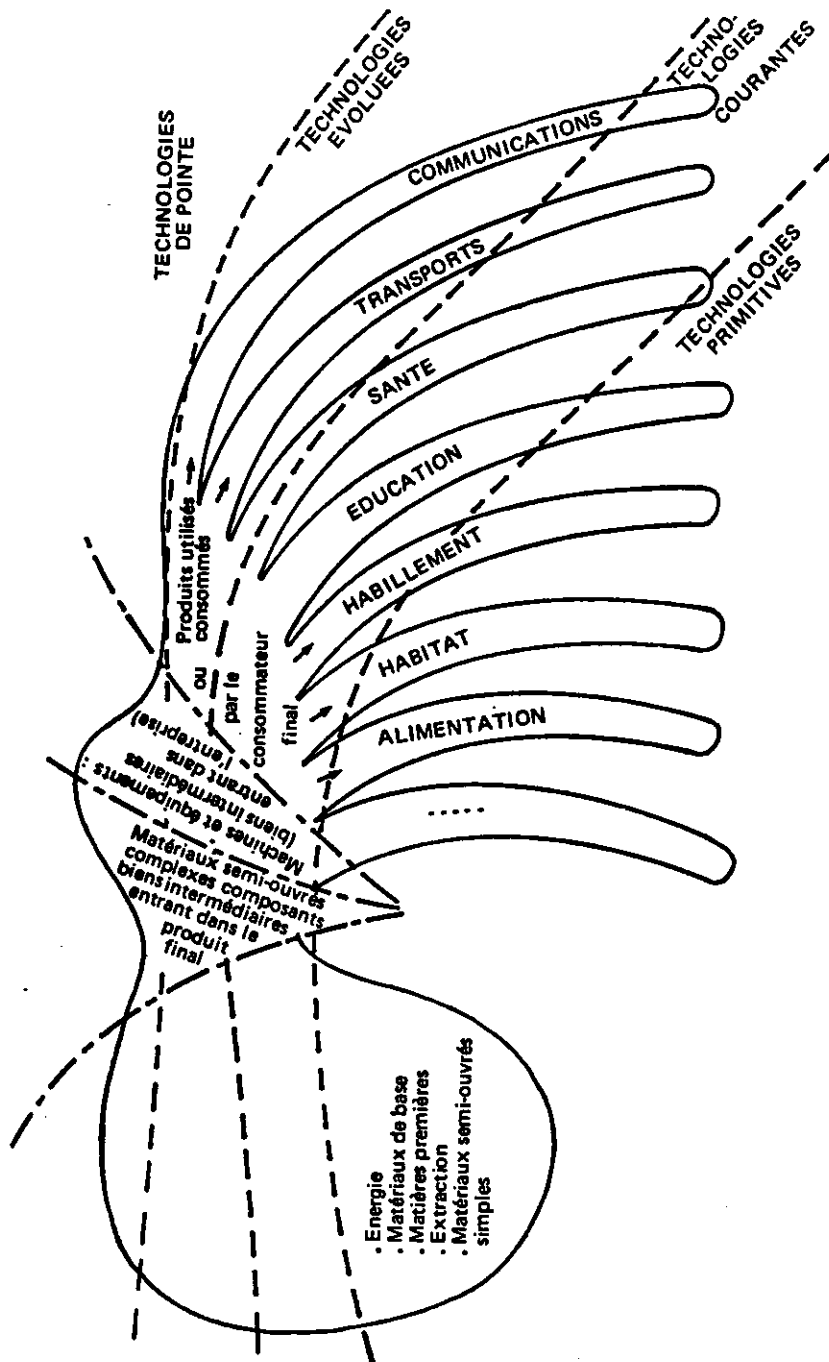 TECHNOLOGIES
DE POINTE
TECHNOLOGIES
EVOLUEES
TECHNO-
LOGIES
COURANTES
TECHNOLOGIES
PRIMITIVES
COMMUNICATIONS
TRANSPORTS
SANTE
EDUCATION
HABILLEMENT
HABITAT
ALIMENTATION
.....
Produits utilisés
ou consommés
par le
consommateur
final
Machines et équipements :
(biens intermédiaires
entrant dans
l'entreprise)
Matériaux semi-ouvrés
complexes composants
biens intermédiaires
entrant dans le
produit
final
. Energie
. Matériaux de base
. Matières premières
. Extraction
. Matériaux semi-ouvrés
simples